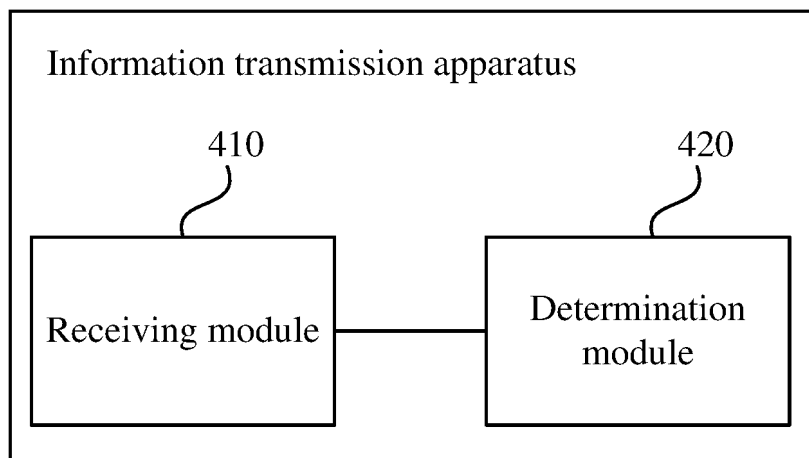 Information transmission apparatus
410
420
Receiving module
Determination
module